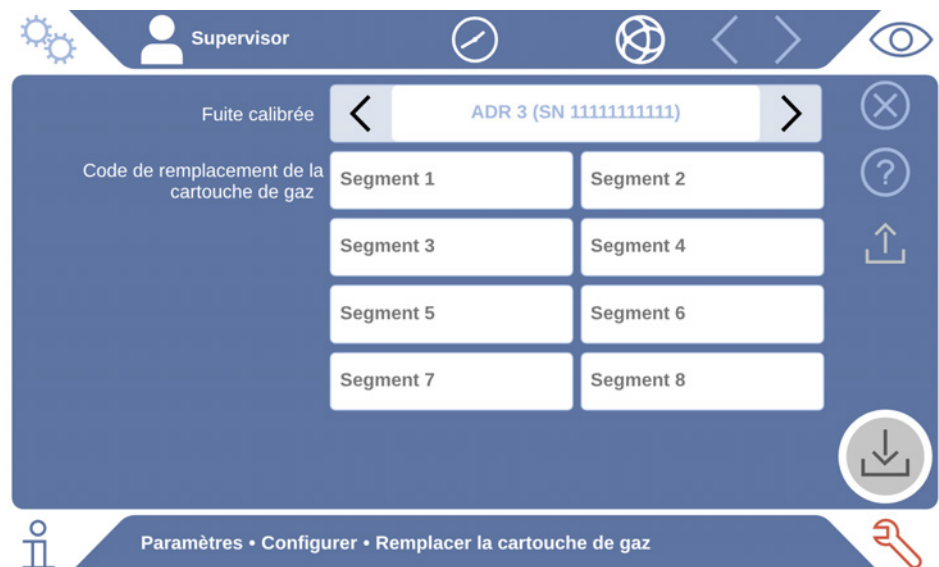 Supervisor
Fuite calibrée
ADR 3 (SN 11111111111)
Code de remplacement de la
cartouche de gaz
Segment 1
Segment 2
Segment 3
Segment 4
Segment 5
Segment 6
Segment 7
Segment 8
Paramètres • Configurer • Remplacer la cartouche de gaz